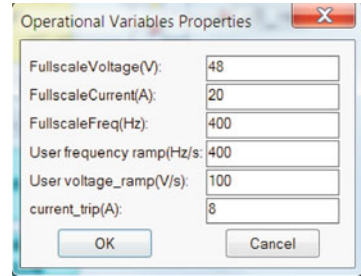 Operational Variables Properties
FullscaleVoltage(V): 48
FullscaleCurrent(A): 20
FullscaleFreq(Hz): 400
User frequency ramp(Hz/s: 400
User voltage_ramp(V/s): 100
current_trip(A): 8
OK Cancel